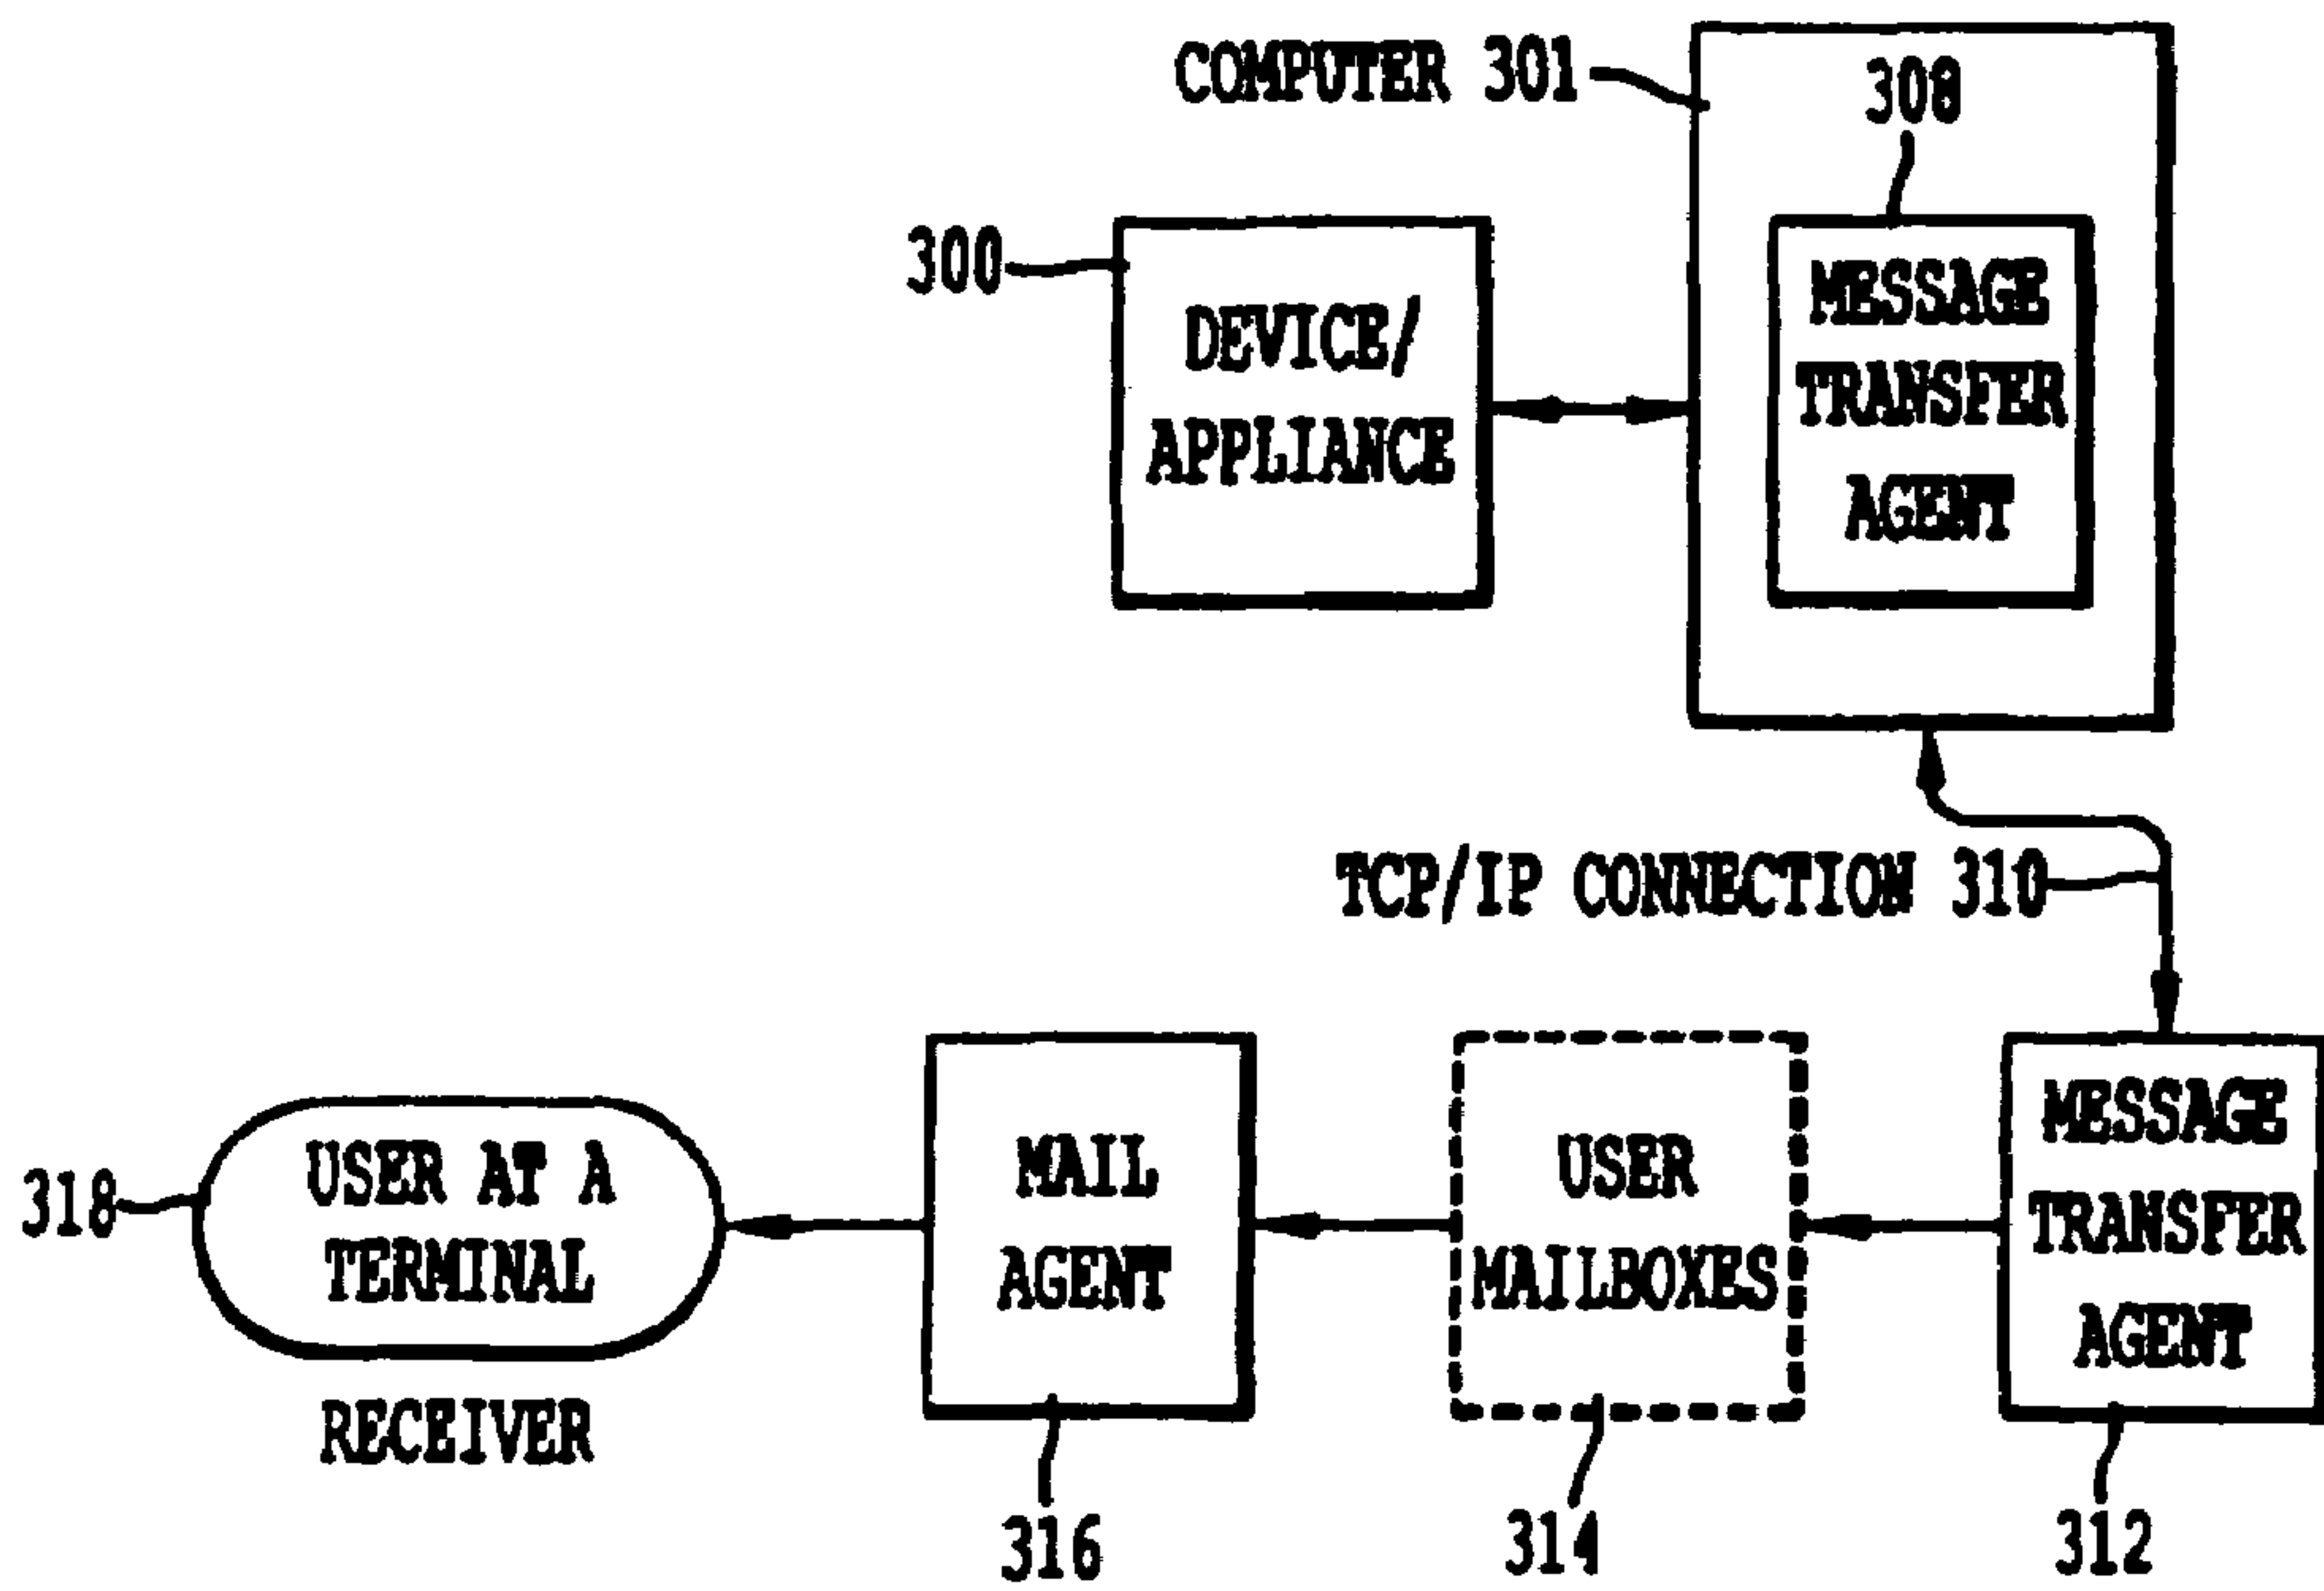 COMPUTER 301
308
300
DEVICE/
APPLIANCE
MESSAGE
TRANSFER
AGENT
TCP/IP CONNECTION 310
318
USER AT A
TERMINAL
RECEIVER
MAIL
AGENT
316
USER
MAILBOXES
314
MESSAGE
TRANSFER
AGENT
312